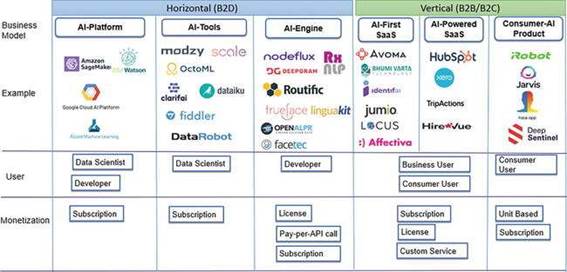 Horizontal (B2D)
Vertical (B2B/B2C)
Business
Model
AI-Platform
AI-Tools
AI-Engine
AI-First
SaaS
AI-Powered
SaaS
Consumer-AI
Product
Example
Amazon
SageMaker
Watson
Google Cloud AI Platform
Azure Machine Learning
modzy
scale
OctoML
clarifai
dataiku
fiddler
DataRobot
nodeflux
RX
NLP
DEEPGRAM
Routific
trueface
linguakit
OPENALPR
facetec
AVOMA
BHUMI VARTA
TECHNOLOGY
identifai
jumio
LOCUS
Affectiva
HubSpot
xero
TripActions
HireVue
iRobot
Jarvis
Face App
Deep
Sentinel
User
Data Scientist
Developer
Data Scientist
Developer
Business User
Consumer User
Consumer
User
Monetization
Subscription
Subscription
License
Pay-per-API call
Subscription
Subscription
License
Custom Service
Unit Based
Subscription